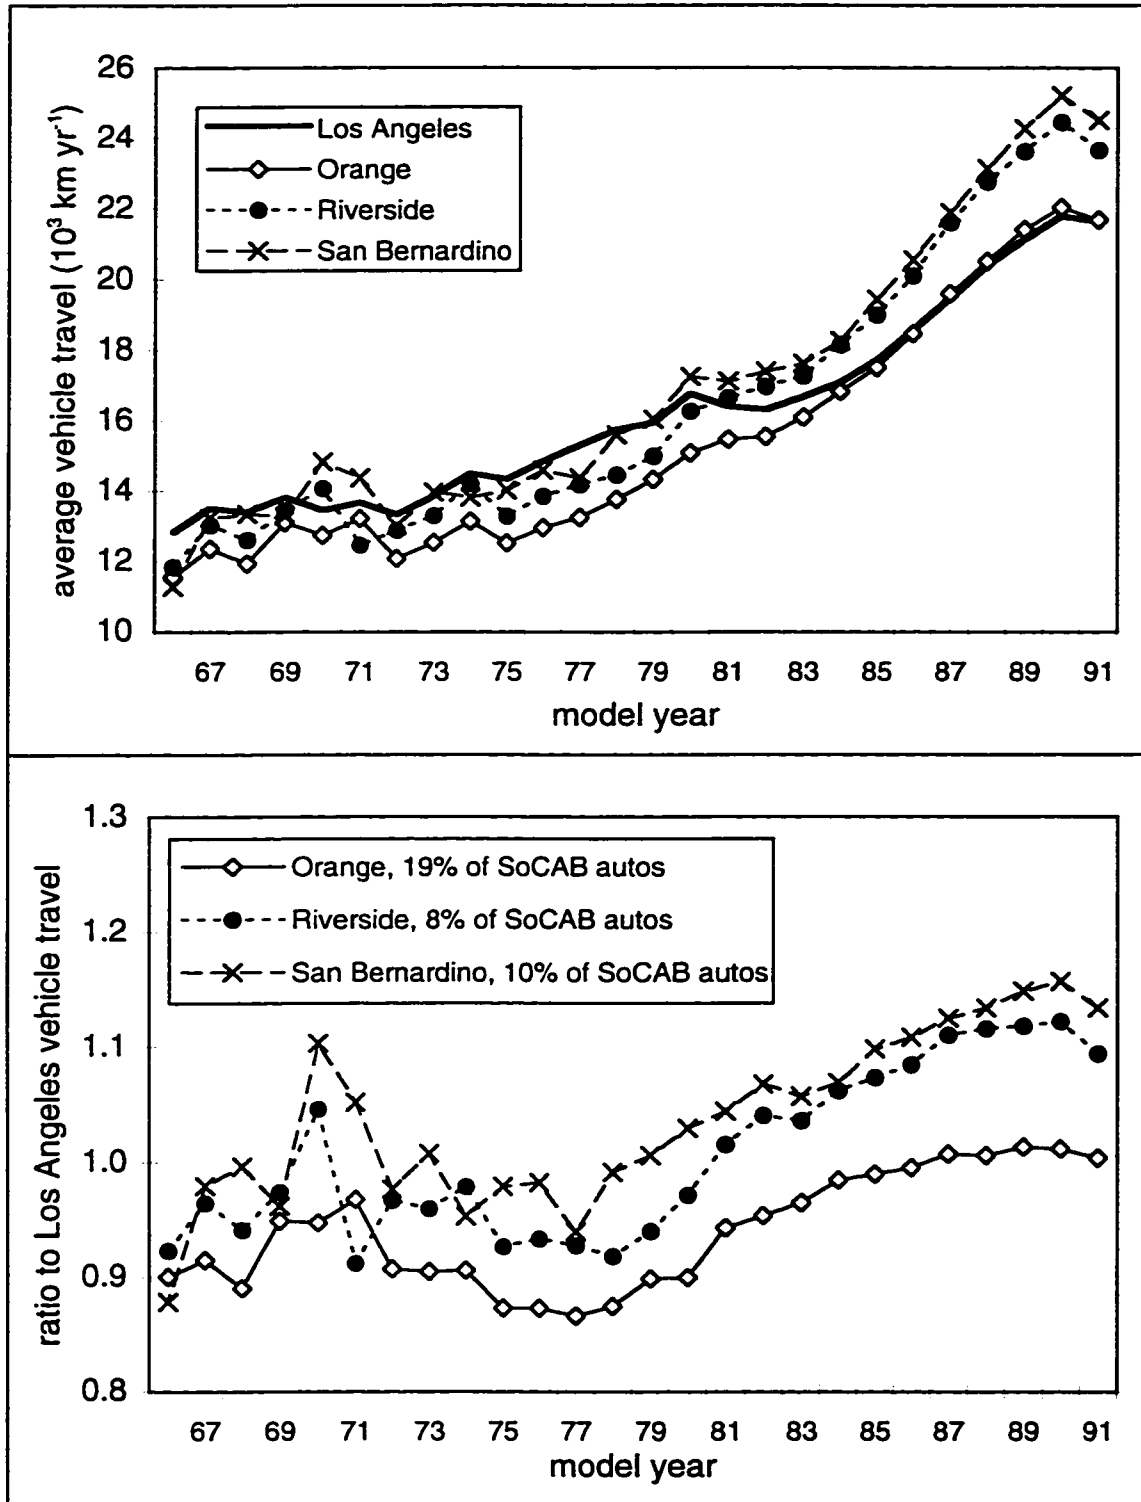 average vehicle travel (10³ km yr⁻¹)
26
24
22
20
18
16
14
12
10
Los Angeles
Orange
Riverside
San Bernardino
67 69 71 73 75 77 79 81 83 85 87 89 91
model year
ratio to Los Angeles vehicle travel
1.3
1.2
1.1
1.0
0.9
0.8
Orange, 19% of SoCAB autos
Riverside, 8% of SoCAB autos
San Bernardino, 10% of SoCAB autos
67 69 71 73 75 77 79 81 83 85 87 89 91
model year